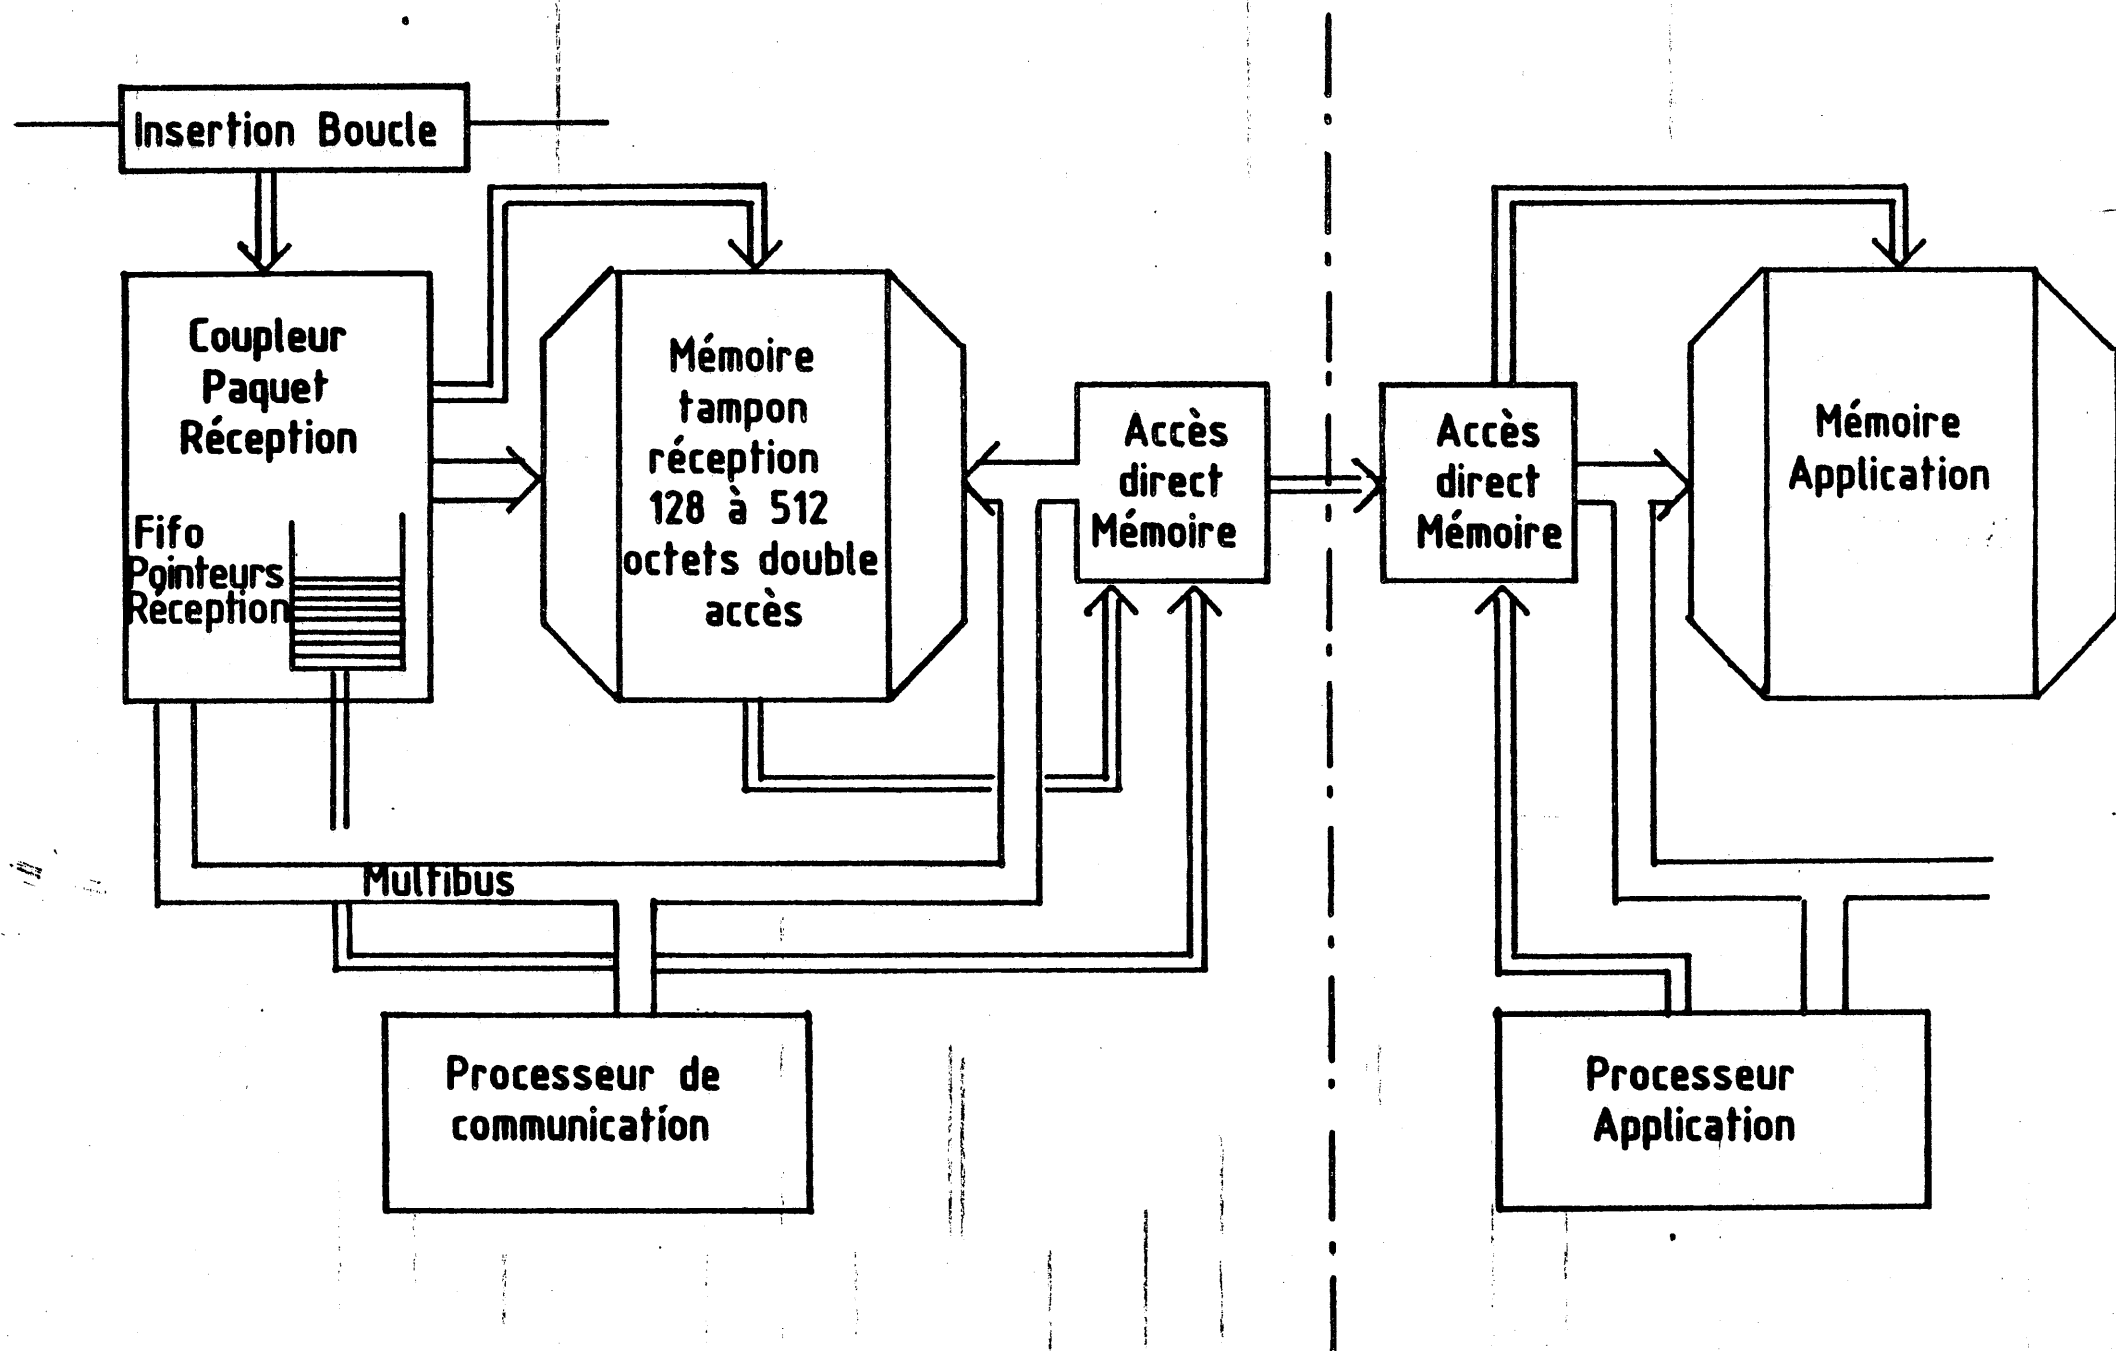 Insertion Boucle
Coupleur
Paquet
Réception
Fifo
Pointeurs
Réception
Mémoire
tampon
réception
128 à 512
octets double
accès
Accès
direct
Mémoire
Accès
direct
Mémoire
Mémoire
Application
Multibus
Processeur de
communication
Processeur
Application